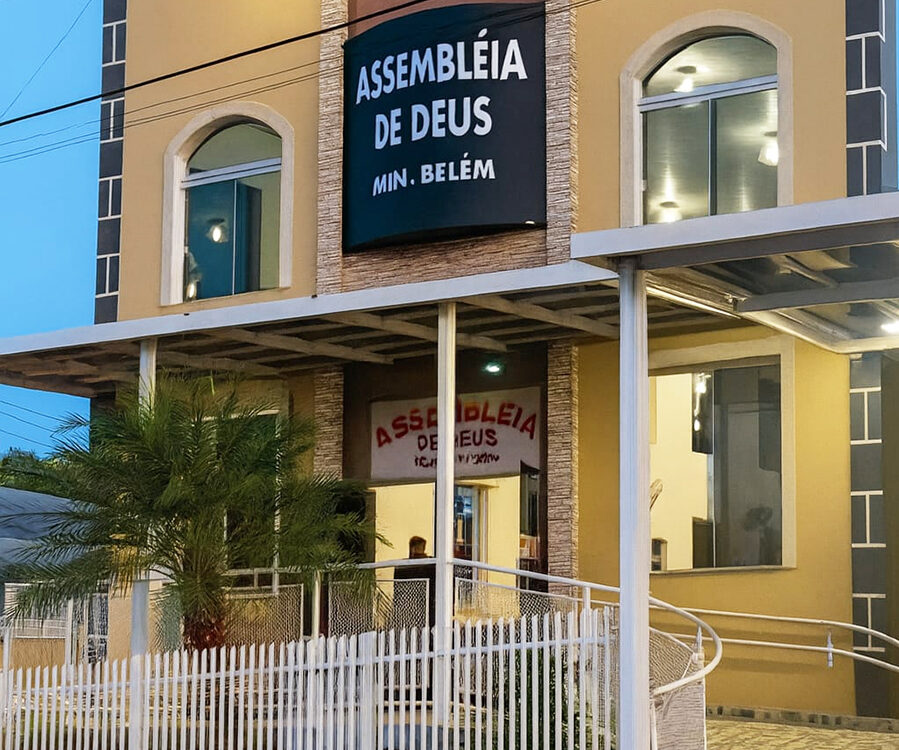 ASSEMBLÉIA
DE DEUS
MIN. BELÉM
ASSEMBLEIA
DE DEUS